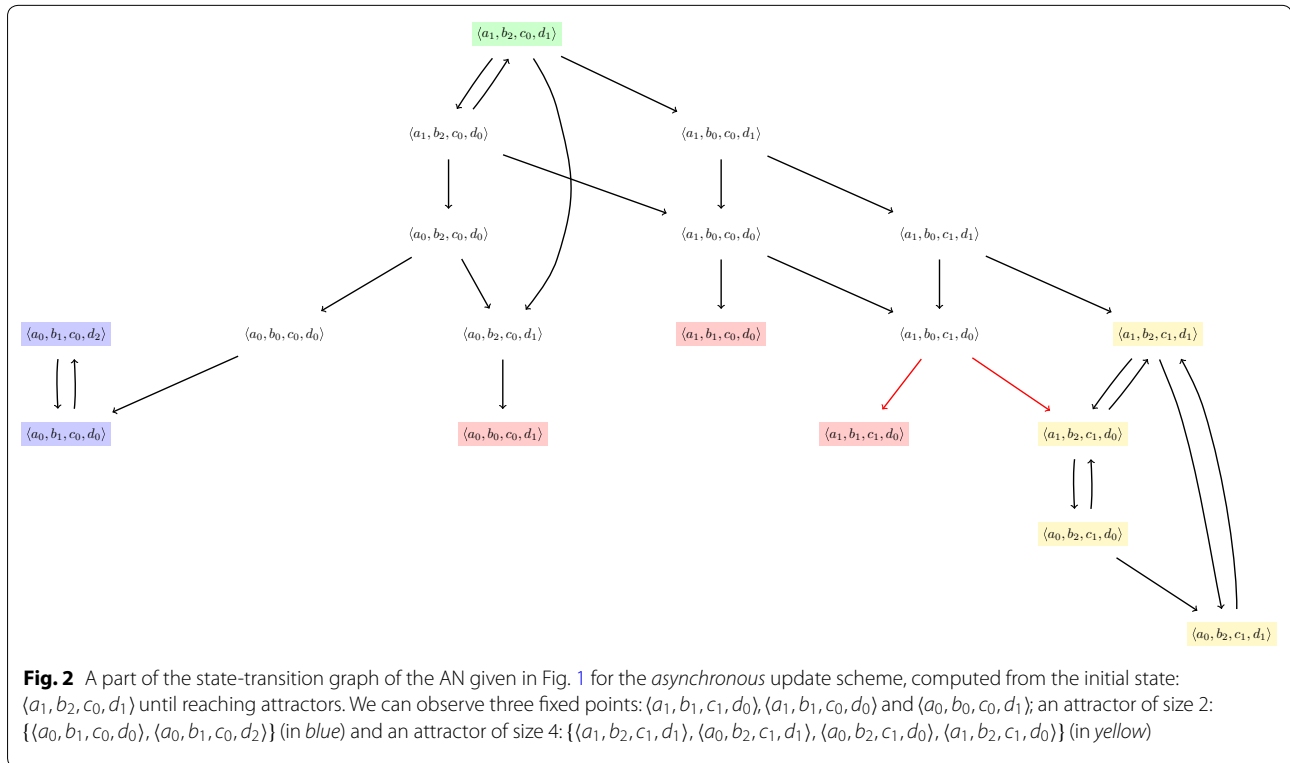 ⟨a₁, b₂, c₀, d₁⟩
⟨a₁, b₂, c₀, d₀⟩ ⟨a₁, b₀, c₀, d₁⟩
⟨a₀, b₂, c₀, d₀⟩ ⟨a₁, b₀, c₀, d₀⟩ ⟨a₁, b₀, c₁, d₁⟩
⟨a₀, b₁, c₀, d₂⟩ ⟨a₀, b₀, c₀, d₀⟩ ⟨a₀, b₂, c₀, d₁⟩ ⟨a₁, b₁, c₀, d₀⟩ ⟨a₁, b₀, c₁, d₀⟩ ⟨a₁, b₂, c₁, d₁⟩
⟨a₀, b₁, c₀, d₀⟩ ⟨a₀, b₀, c₀, d₁⟩ ⟨a₁, b₁, c₁, d₀⟩ ⟨a₁, b₂, c₁, d₀⟩
⟨a₀, b₂, c₁, d₀⟩
⟨a₀, b₂, c₁, d₁⟩
Fig. 2 A part of the state-transition graph of the AN given in Fig. 1 for the asynchronous update scheme, computed from the initial state:
⟨a₁, b₂, c₀, d₁⟩ until reaching attractors. We can observe three fixed points: ⟨a₁, b₁, c₁, d₀⟩, ⟨a₁, b₁, c₀, d₀⟩ and ⟨a₀, b₀, c₀, d₁⟩; an attractor of size 2:
{⟨a₀, b₁, c₀, d₀⟩, ⟨a₀, b₁, c₀, d₂⟩} (in blue) and an attractor of size 4: {⟨a₁, b₂, c₁, d₁⟩, ⟨a₀, b₂, c₁, d₁⟩, ⟨a₀, b₂, c₁, d₀⟩, ⟨a₁, b₂, c₁, d₀⟩} (in yellow)